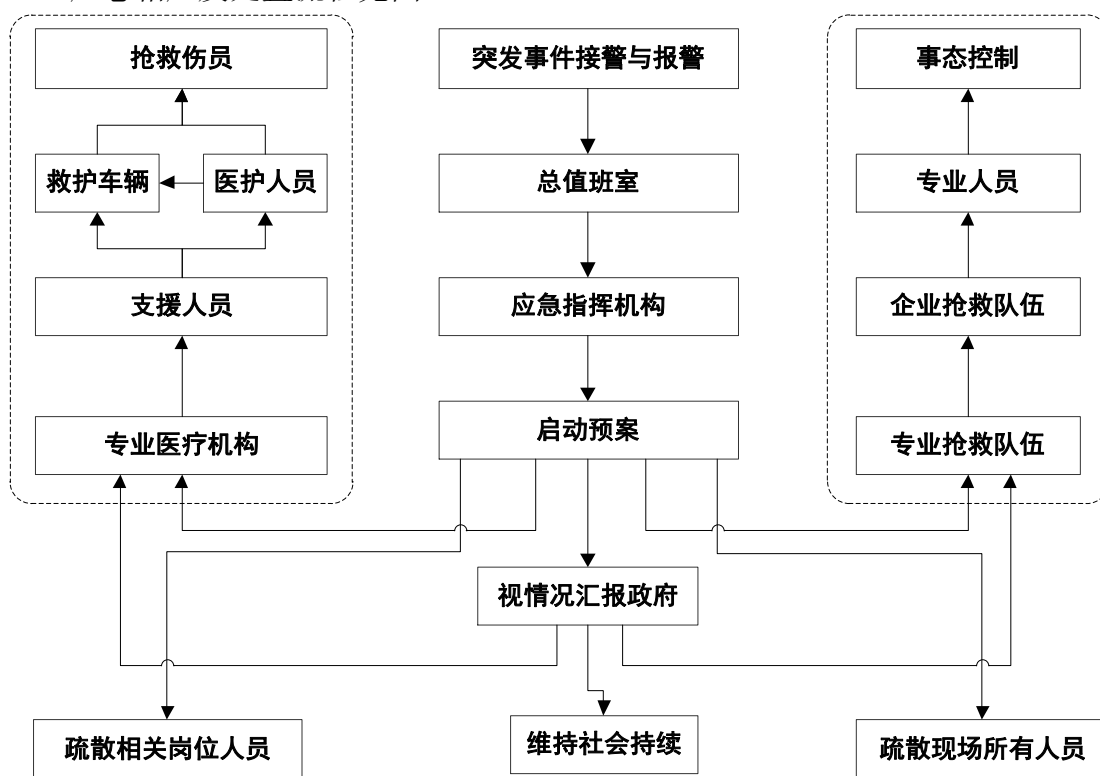 抢救伤员
突发事件接警与报警
事态控制
救护车辆
医护人员
总值班室
专业人员
支援人员
应急指挥机构
企业抢救队伍
专业医疗机构
启动预案
专业抢救队伍
视情况汇报政府
疏散相关岗位人员
维持社会持续
疏散现场所有人员